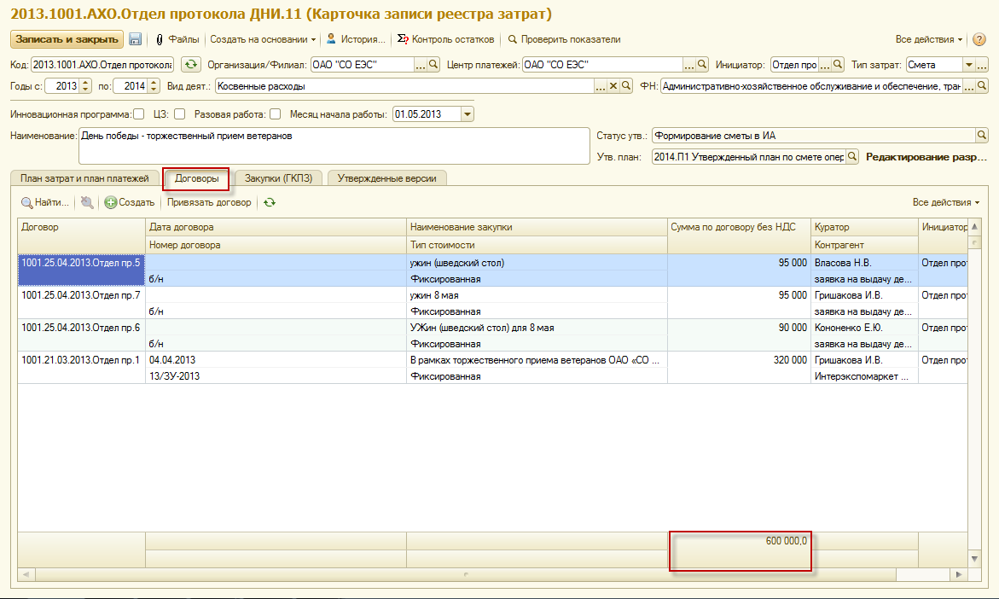 2013.1001.АХО.Отдел протокола ДНИ.11 (Карточка записи реестра затрат)
Записать и закрыть Файлы Создать на основании История... Контроль остатков Проверить показатели Все действия
Код: 2013.1001.АХО.Отдел протокола Организация/Филиал: ОАО "СО ЕЭС" ... Центр платежей: ОАО "СО ЕЭС" ... Инициатор: Отдел про ... Тип затрат: Смета ...
Годы с: 2013 по: 2014 Вид деят.: Косвенные расходы ... ФН: Административно-хозяйственное обслуживание и обеспечение, тран ...
Инновационная программа: ЦЗ: Разовая работа: Месяц начала работы: 01.05.2013
Наименование: День победы - торжественный прием ветеранов Статус утв.: Формирование сметы в ИА
Утв. план: 2014.П1 Утвержденный план по смете опер Редактирование разр...
План затрат и план платежей Договоры Закупки (ГКПЗ) Утвержденные версии
Найти... Создать Привязать договор Все действия
Договор Дата договора Наименование закупки Сумма по договору без НДС Куратор Инициатор
Номер договора Тип стоимости Контрагент
1001.25.04.2013.Отдел пр.5 ужин (шведский стол) 95 000 Власова Н.В. Отдел прот
б/н Фиксированная заявка на выдачу де...
1001.25.04.2013.Отдел пр.7 ужин 8 мая 95 000 Гришакова И.В. Отдел прот
б/н Фиксированная заявка на выдачу де...
1001.25.04.2013.Отдел пр.6 УЖин (шведский стол) для 8 мая 90 000 Кононенко Е.Ю. Отдел прот
б/н Фиксированная заявка на выдачу де...
1001.21.03.2013.Отдел пр.1 04.04.2013 В рамках торжественного приема ветеранов ОАО «СО ... 320 000 Гришакова И.В. Отдел прот
13/ЗУ-2013 Фиксированная Интерэкспомаркет ...
600 000,0